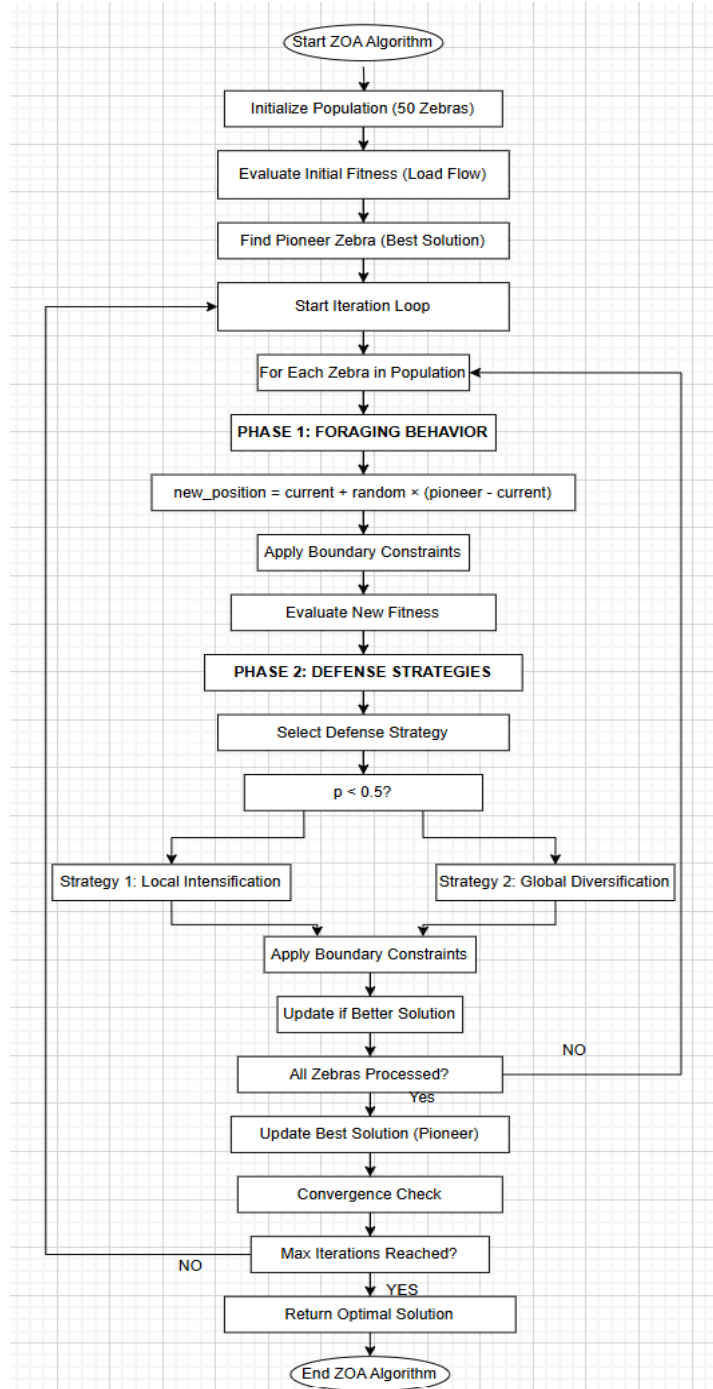 Start ZOA Algorithm
Initialize Population (50 Zebras)
Evaluate Initial Fitness (Load Flow)
Find Pioneer Zebra (Best Solution)
Start Iteration Loop
For Each Zebra in Population
PHASE 1: FORAGING BEHAVIOR
new_position = current + random × (pioneer - current)
Apply Boundary Constraints
Evaluate New Fitness
PHASE 2: DEFENSE STRATEGIES
Select Defense Strategy
p < 0.5?
Strategy 1: Local Intensification
Strategy 2: Global Diversification
Apply Boundary Constraints
Update if Better Solution
NO
All Zebras Processed?
Yes
Update Best Solution (Pioneer)
Convergence Check
Max Iterations Reached?
NO
YES
Return Optimal Solution
End ZOA Algorithm